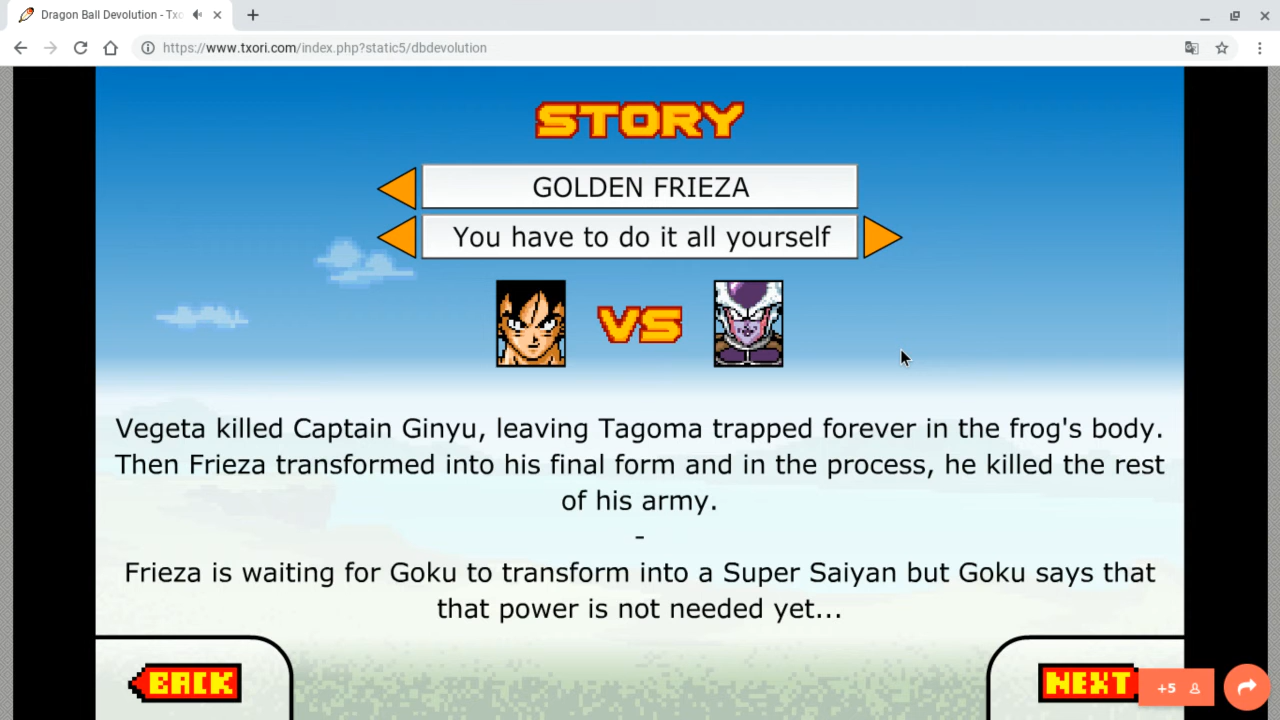 Dragon Ball Devolution - Txo
https://www.txori.com/index.php?static5/dbdevolution
STORY
GOLDEN FRIEZA
You have to do it all yourself
VS
Vegeta killed Captain Ginyu, leaving Tagoma trapped forever in the frog's body.
Then Frieza transformed into his final form and in the process, he killed the rest
of his army.
-
Frieza is waiting for Goku to transform into a Super Saiyan but Goku says that
that power is not needed yet...
BACK
NEXT
+5